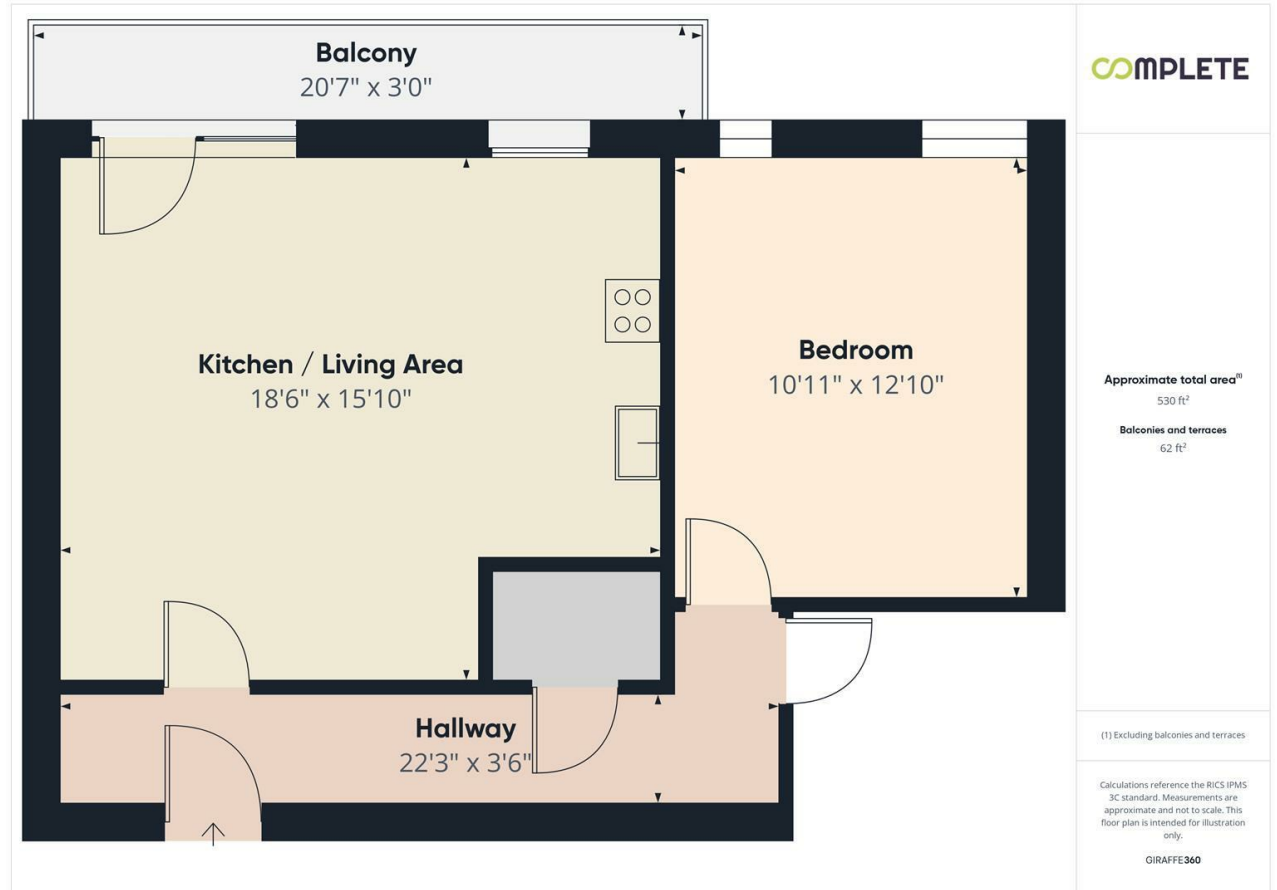 Balcony
20'7" x 3'0"
COMPLETE
Kitchen / Living Area
18'6" x 15'10"
Bedroom
10'11" x 12'10"
Hallway
22'3" x 3'6"
Approximate total area(1)
530 ft²
Balconies and terraces
62 ft²
(1) Excluding balconies and terraces
Calculations reference the RICS IPMS
3C standard. Measurements are
approximate and not to scale. This
floor plan is intended for illustration
only.
GIRAFFE360